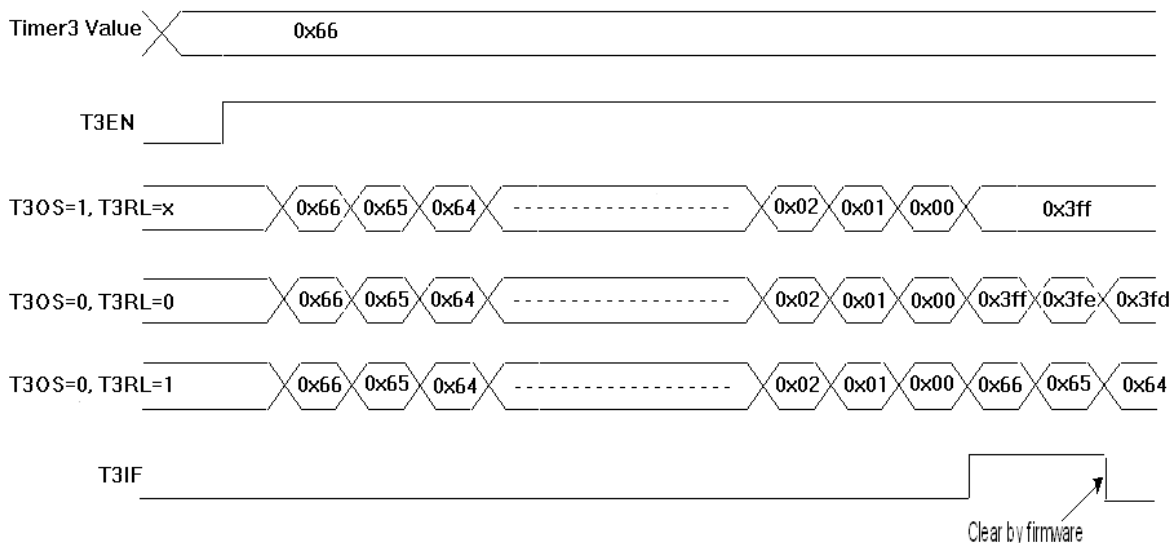 Timer3 Value 0x66
T3EN
T3OS=1, T3RL=x 0x66 0x65 0x64 0x02 0x01 0x00 0x3ff
T3OS=0, T3RL=0 0x66 0x65 0x64 0x02 0x01 0x00 0x3ff 0x3fe 0x3fd
T3OS=0, T3RL=1 0x66 0x65 0x64 0x02 0x01 0x00 0x66 0x65 0x64
T3IF
Clear by firmware